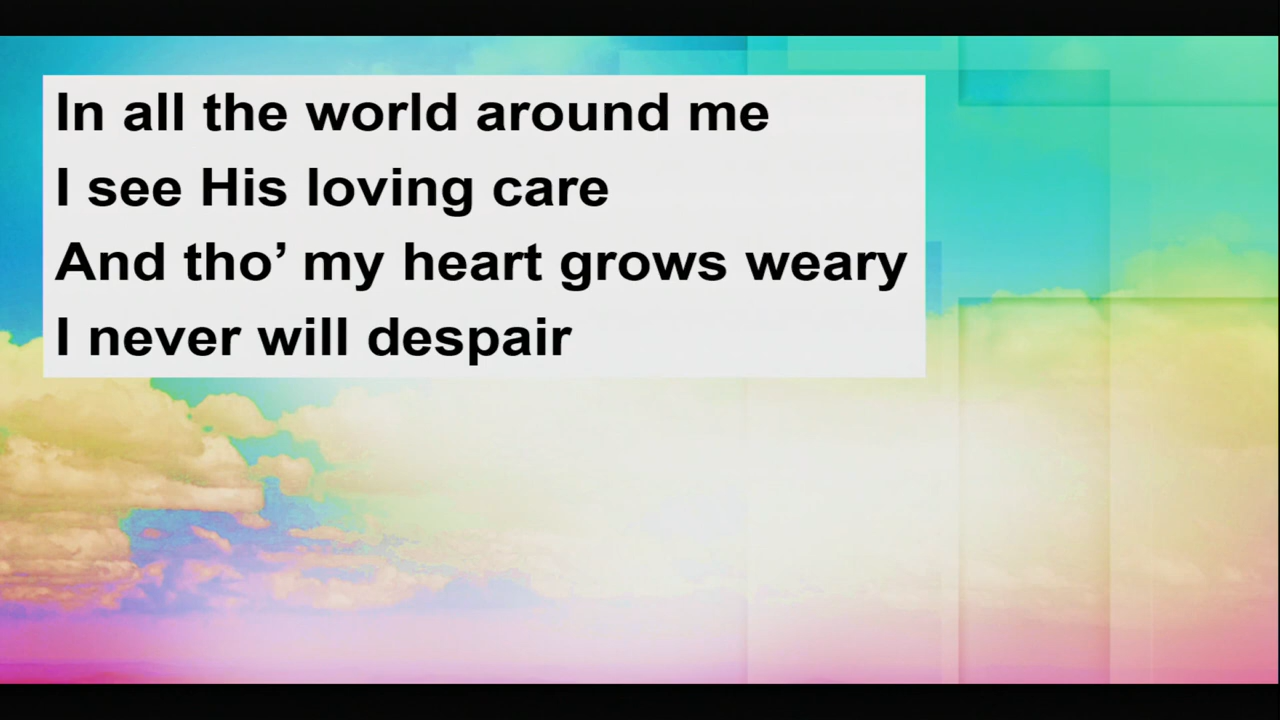 In all the world around me
I see His loving care
And tho’ my heart grows weary
I never will despair